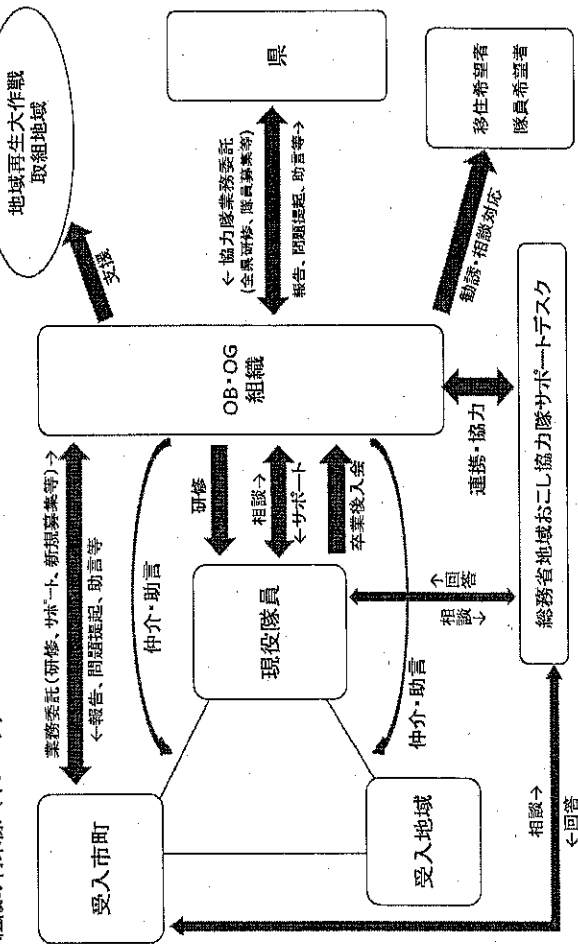 受入市町
業務委託(研修、サポート、新規募集等)→
←報告、問題提起、助言等
仲介・助言
地域再生大作戦
取組地域
支援
現役隊員
研修
相談→
←サポート
卒業後入会
OB・OG
組織
←協力隊業務委託
(全県研修、隊員募集等)
報告、問題提起、助言等→
県
受入地域
仲介・助言
相談↓
↑回答
連携・協力
勧誘・相談対応
移住希望者
隊員希望者
相談→
←回答
総務省地域おこし協力隊サポートデスク